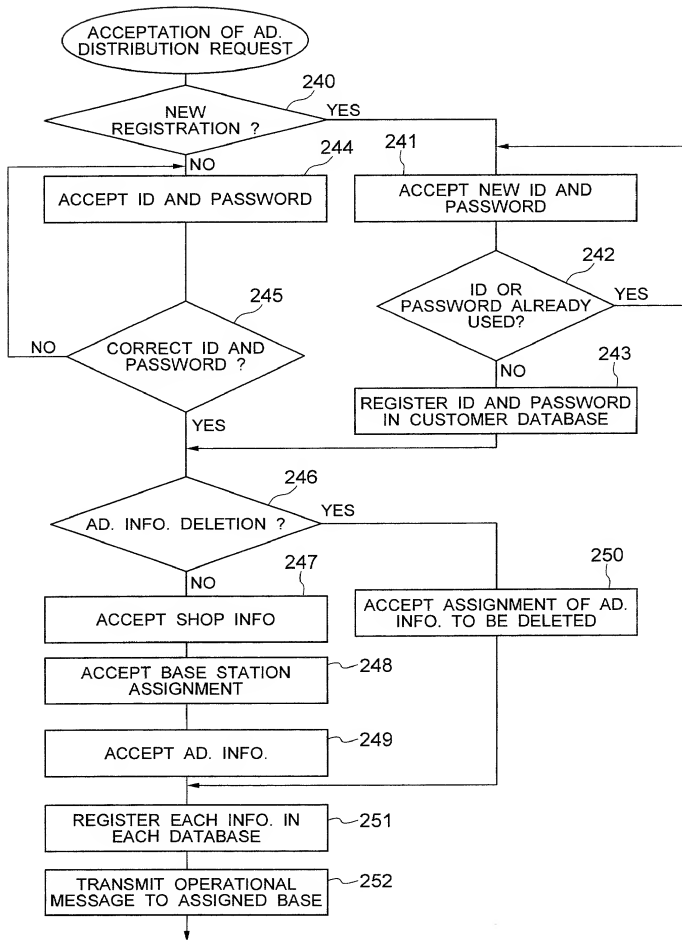 ACCEPTATION OF AD.
DISTRIBUTION REQUEST
240
NEW
REGISTRATION ?
YES
NO
244
ACCEPT ID AND PASSWORD
241
ACCEPT NEW ID AND
PASSWORD
242
ID OR
PASSWORD ALREADY
USED?
YES
NO
245
CORRECT ID AND
PASSWORD ?
NO
YES
243
REGISTER ID AND PASSWORD
IN CUSTOMER DATABASE
246
AD. INFO. DELETION ?
YES
NO
247
ACCEPT SHOP INFO
250
ACCEPT ASSIGNMENT OF AD.
INFO. TO BE DELETED
ACCEPT BASE STATION
ASSIGNMENT
248
ACCEPT AD. INFO.
249
REGISTER EACH INFO. IN
EACH DATABASE
251
TRANSMIT OPERATIONAL
MESSAGE TO ASSIGNED BASE
252